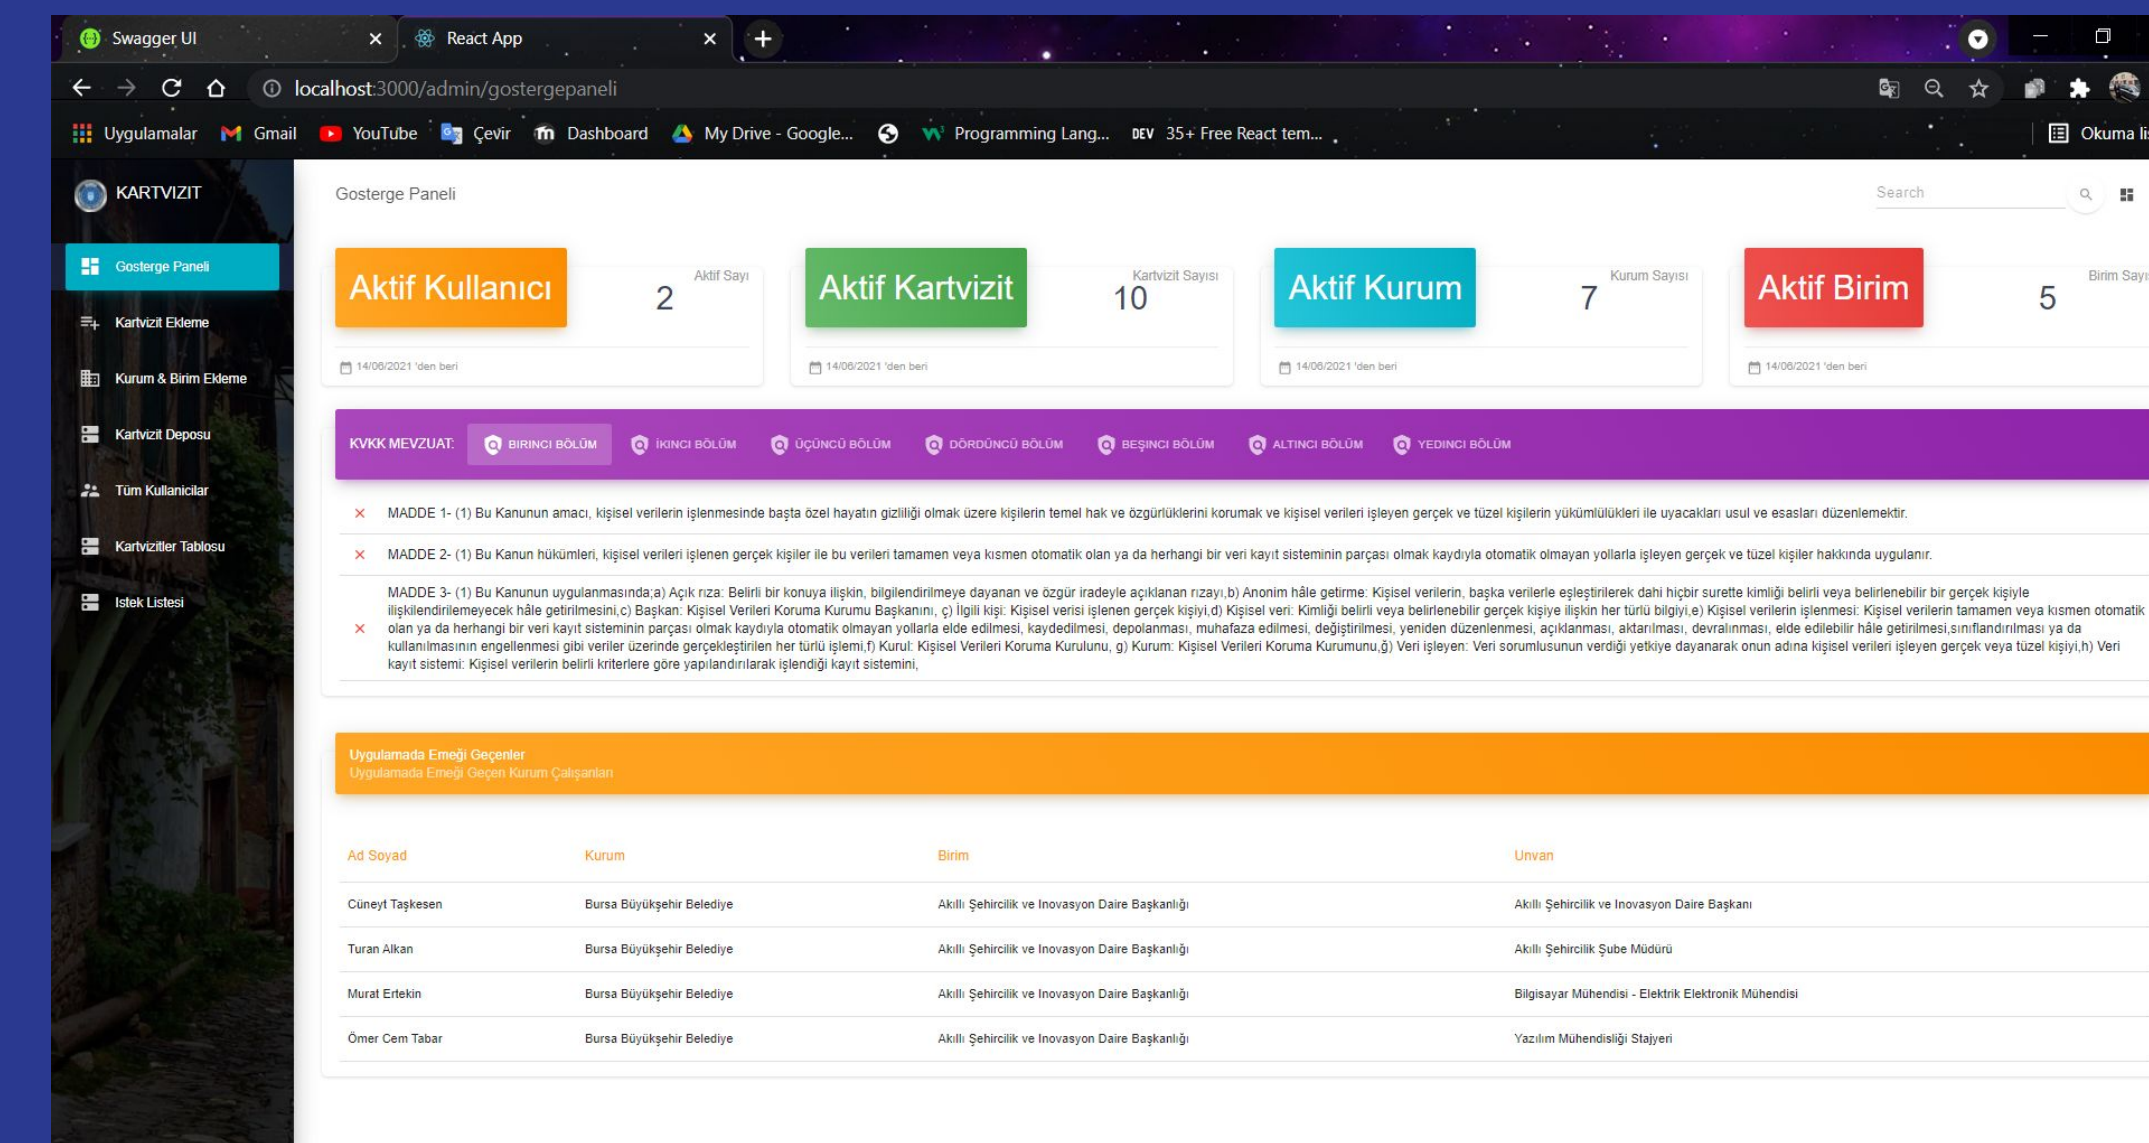 Swagger UI
React App
localhost:3000/admin/gostergepaneli
Uygulamalar Gmail YouTube Çevir Dashboard My Drive - Google... Programming Lang... DEV 35+ Free React tem... Okuma lis
KARTVIZIT
Gosterge Paneli
Kartvizit Ekleme
Kurum & Birim Ekleme
Kartvizit Deposu
Tüm Kullanicilar
Kartvizitler Tablosu
Istek Listesi
Gosterge Paneli
Search
Aktif Kullanıcı
Aktif Sayı
2
14/06/2021 'den beri
Aktif Kartvizit
Kartvizit Sayısı
10
14/06/2021 'den beri
Aktif Kurum
Kurum Sayısı
7
14/06/2021 'den beri
Aktif Birim
Birim Sayıs
5
14/06/2021 'den beri
KVKK MEVZUAT: BIRINCI BÖLÜM İKINCI BÖLÜM ÜÇÜNCÜ BÖLÜM DÖRDÜNCÜ BÖLÜM BEŞINCI BÖLÜM ALTINCI BÖLÜM YEDINCI BÖLÜM
MADDE 1- (1) Bu Kanunun amacı, kişisel verilerin işlenmesinde başta özel hayatın gizliliği olmak üzere kişilerin temel hak ve özgürlüklerini korumak ve kişisel verileri işleyen gerçek ve tüzel kişilerin yükümlülükleri ile uyacakları usul ve esasları düzenlemektir.
MADDE 2- (1) Bu Kanun hükümleri, kişisel verileri işlenen gerçek kişiler ile bu verileri tamamen veya kısmen otomatik olan ya da herhangi bir veri kayıt sisteminin parçası olmak kaydıyla otomatik olmayan yollarla işleyen gerçek ve tüzel kişiler hakkında uygulanır.
MADDE 3- (1) Bu Kanunun uygulanmasında;a) Açık rıza: Belirli bir konuya ilişkin, bilgilendirilmeye dayanan ve özgür iradeyle açıklanan rızayı,b) Anonim hâle getirme: Kişisel verilerin, başka verilerle eşleştirilerek dahi hiçbir surette kimliği belirli veya belirlenebilir bir gerçek kişiyle
ilişkilendirilemeyecek hâle getirilmesini,c) Başkan: Kişisel Verileri Koruma Kurumu Başkanını, ç) İlgili kişi: Kişisel verisi işlenen gerçek kişiyi,d) Kişisel veri: Kimliği belirli veya belirlenebilir gerçek kişiye ilişkin her türlü bilgiyi,e) Kişisel verilerin işlenmesi: Kişisel verilerin tamamen veya kısmen otomatik
olan ya da herhangi bir veri kayıt sisteminin parçası olmak kaydıyla otomatik olmayan yollarla elde edilmesi, kaydedilmesi, depolanması, muhafaza edilmesi, değiştirilmesi, yeniden düzenlenmesi, açıklanması, aktarılması, devralınması, elde edilebilir hâle getirilmesi,sınıflandırılması ya da
kullanılmasının engellenmesi gibi veriler üzerinde gerçekleştirilen her türlü işlemi,f) Kurul: Kişisel Verileri Koruma Kurulunu, g) Kurum: Kişisel Verileri Koruma Kurumunu,ğ) Veri işleyen: Veri sorumlusunun verdiği yetkiye dayanarak onun adına kişisel verileri işleyen gerçek veya tüzel kişiyi,h) Veri
kayıt sistemi: Kişisel verilerin belirli kriterlere göre yapılandırılarak işlendiği kayıt sistemini,
Uygulamada Emeği Geçenler
Uygulamada Emeği Geçen Kurum Çalışanları
Ad Soyad Kurum Birim Unvan
Cüneyt Taşkesen Bursa Büyükşehir Belediye Akıllı Şehircilik ve Inovasyon Daire Başkanlığı Akıllı Şehircilik ve Inovasyon Daire Başkanı
Turan Alkan Bursa Büyükşehir Belediye Akıllı Şehircilik ve Inovasyon Daire Başkanlığı Akıllı Şehircilik Şube Müdürü
Murat Ertekin Bursa Büyükşehir Belediye Akıllı Şehircilik ve Inovasyon Daire Başkanlığı Bilgisayar Mühendisi - Elektrik Elektronik Mühendisi
Ömer Cem Tabar Bursa Büyükşehir Belediye Akıllı Şehircilik ve Inovasyon Daire Başkanlığı Yazılım Mühendisliği Stajyeri